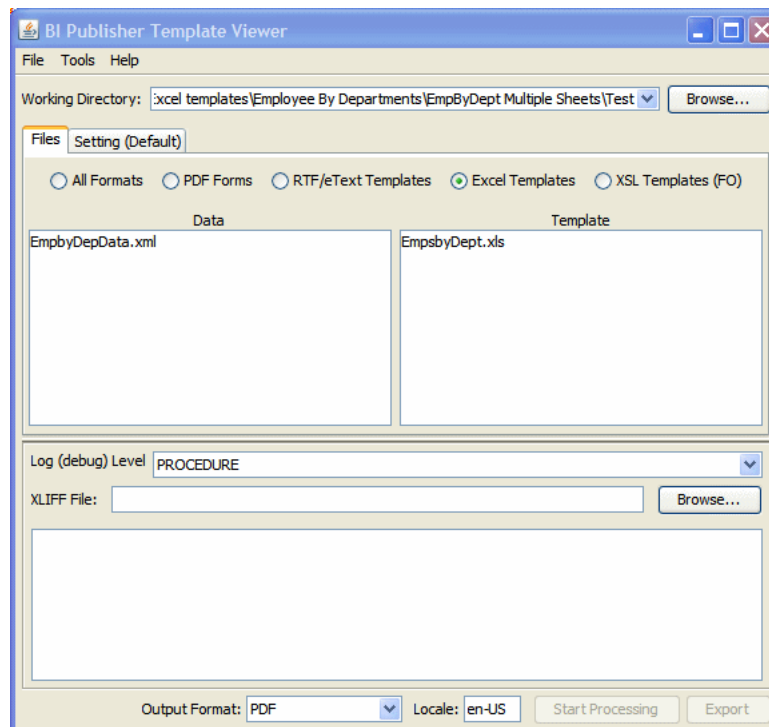 BI Publisher Template Viewer
File Tools Help
Working Directory: Excel templates\Employee By Departments\EmpByDept Multiple Sheets\Test Browse...
Files Setting (Default)
All Formats PDF Forms RTF/eText Templates Excel Templates XSL Templates (FO)
Data Template
EmpbyDepData.xml EmpsbyDept.xls
Log (debug) Level PROCEDURE
XLIFF File: Browse...
Output Format: PDF Locale: en-US Start Processing Export